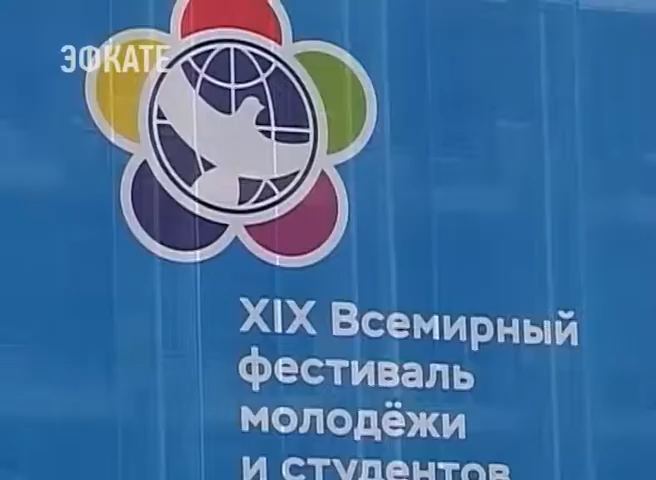 ЭФКАТЕ
XIX Всемирный
фестиваль
молодёжи
и студентов